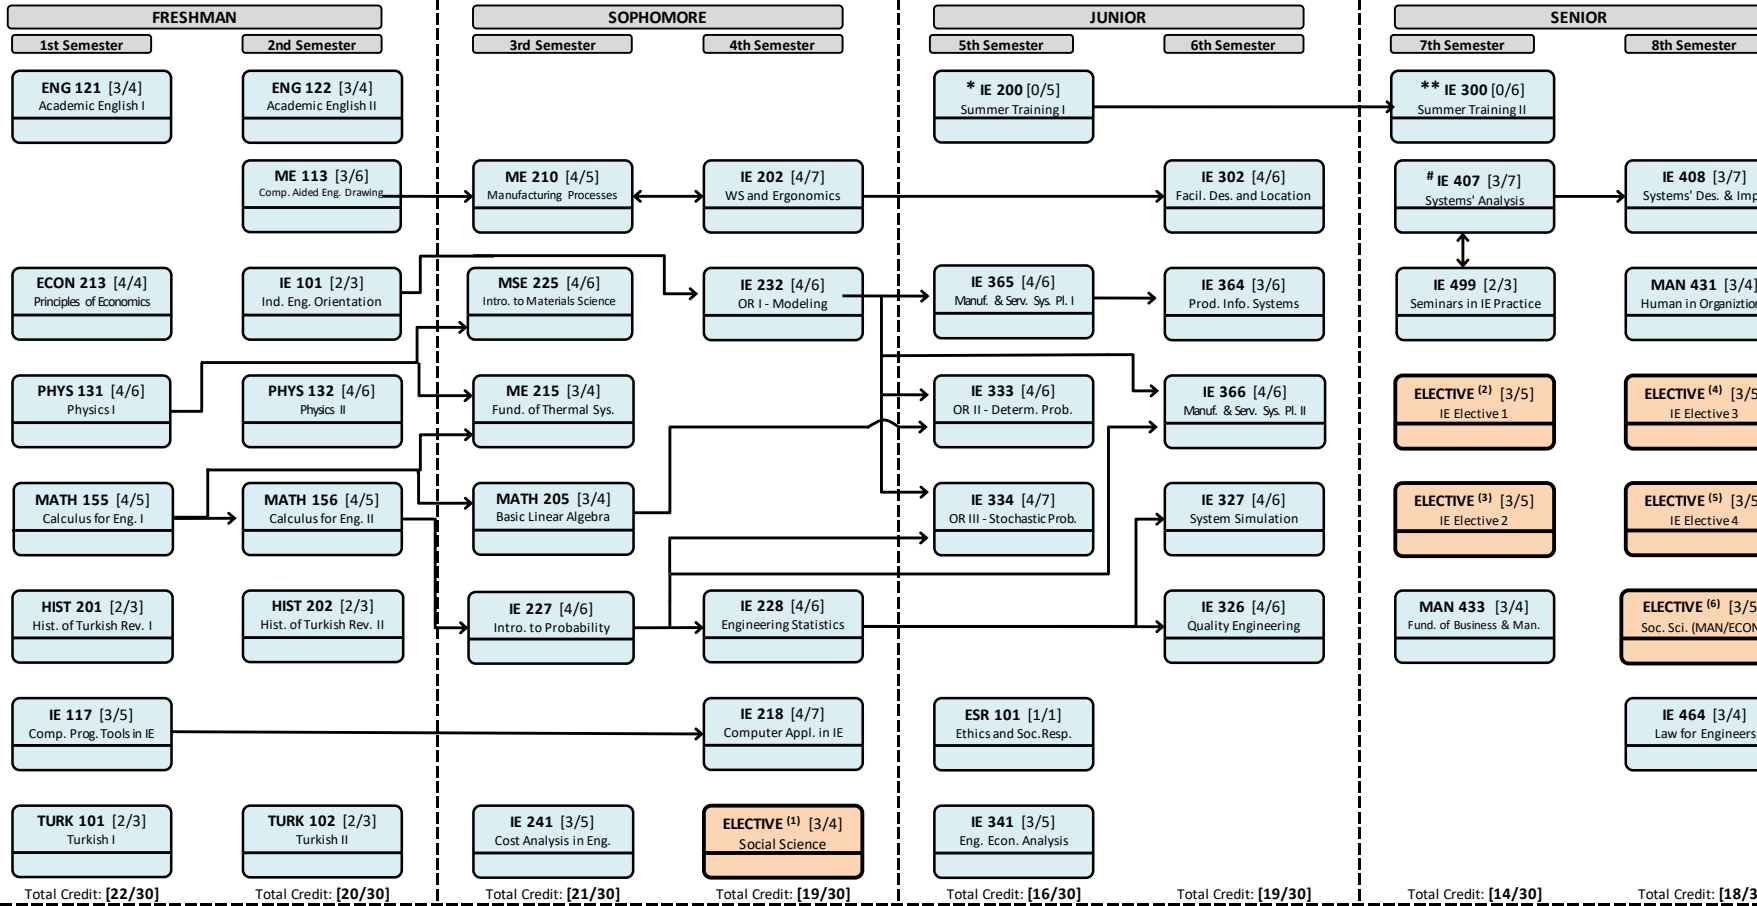 FRESHMAN SOPHOMORE JUNIOR SENIOR
1st Semester 2nd Semester 3rd Semester 4th Semester 5th Semester 6th Semester 7th Semester 8th Semester
ENG 121 [3/4]
Academic English I
ENG 122 [3/4]
Academic English II
* IE 200 [0/5]
Summer Training I
** IE 300 [0/6]
Summer Training II
ME 113 [3/6]
Comp. Aided Eng. Drawing
ME 210 [4/5]
Manufacturing Processes
IE 202 [4/7]
WS and Ergonomics
IE 302 [4/6]
Facil. Des. and Location
# IE 407 [3/7]
Systems' Analysis
IE 408 [3/7]
Systems' Des. & Imp
ECON 213 [4/4]
Principles of Economics
IE 101 [2/3]
Ind. Eng. Orientation
MSE 225 [4/6]
Intro. to Materials Science
IE 232 [4/6]
OR I - Modeling
IE 365 [4/6]
Manuf. & Serv. Sys. Pl. I
IE 364 [3/6]
Prod. Info. Systems
IE 499 [2/3]
Seminars in IE Practice
MAN 431 [3/4]
Human in Organiztion
PHYS 131 [4/6]
Physics I
PHYS 132 [4/6]
Physics II
ME 215 [3/4]
Fund. of Thermal Sys.
IE 333 [4/6]
OR II - Determ. Prob.
IE 366 [4/6]
Manuf. & Serv. Sys. Pl. II
ELECTIVE (2) [3/5]
IE Elective 1
ELECTIVE (4) [3/5
IE Elective 3
MATH 155 [4/5]
Calculus for Eng. I
MATH 156 [4/5]
Calculus for Eng. II
MATH 205 [3/4]
Basic Linear Algebra
IE 334 [4/7]
OR III - Stochastic Prob.
IE 327 [4/6]
System Simulation
ELECTIVE (3) [3/5]
IE Elective 2
ELECTIVE (5) [3/5
IE Elective 4
HIST 201 [2/3]
Hist. of Turkish Rev. I
HIST 202 [2/3]
Hist. of Turkish Rev. II
IE 227 [4/6]
Intro. to Probability
IE 228 [4/6]
Engineering Statistics
IE 326 [4/6]
Quality Engineering
MAN 433 [3/4]
Fund. of Business & Man.
ELECTIVE (6) [3/5
Soc. Sci. (MAN/ECON
IE 117 [3/5]
Comp. Prog. Tools in IE
IE 218 [4/7]
Computer Appl. in IE
ESR 101 [1/1]
Ethics and Soc.Resp.
IE 464 [3/4]
Law for Engineers
TURK 101 [2/3]
Turkish I
TURK 102 [2/3]
Turkish II
IE 241 [3/5]
Cost Analysis in Eng.
ELECTIVE (1) [3/4]
Social Science
IE 341 [3/5]
Eng. Econ. Analysis
Total Credit: [22/30] Total Credit: [20/30] Total Credit: [21/30] Total Credit: [19/30] Total Credit: [16/30] Total Credit: [19/30] Total Credit: [14/30] Total Credit: [18/3